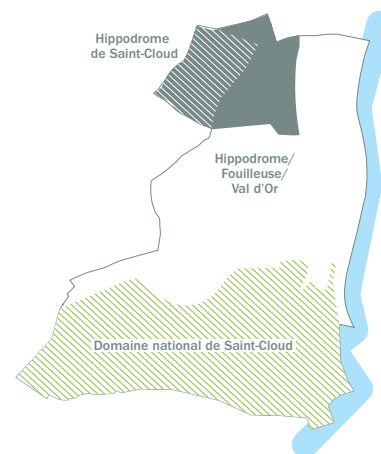 Hippodrome
de Saint-Cloud
Hippodrome/
Fouilleuse/
Val d'Or
Domaine national de Saint-Cloud